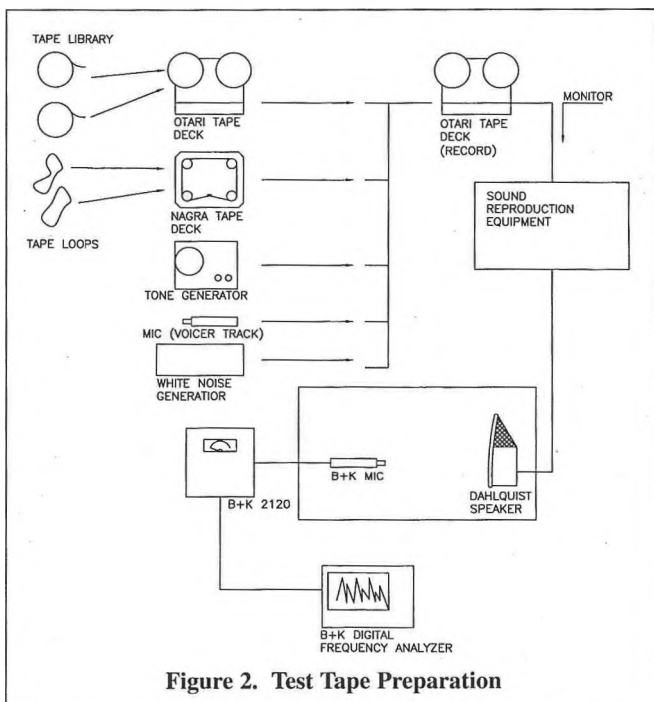 TAPE LIBRARY
OTARI TAPE
DECK
OTARI TAPE
DECK
(RECORD)
MONITOR
SOUND
REPRODUCTION
EQUIPMENT
NAGRA TAPE
DECK
TAPE LOOPS
TONE GENERATOR
MIC (VOICER TRACK)
WHITE NOISE
GENERATIOR
B+K MIC
DAHLQUIST
SPEAKER
B+K 2120
B+K DIGITAL
FREQUENCY ANALYZER
Figure 2. Test Tape Preparation